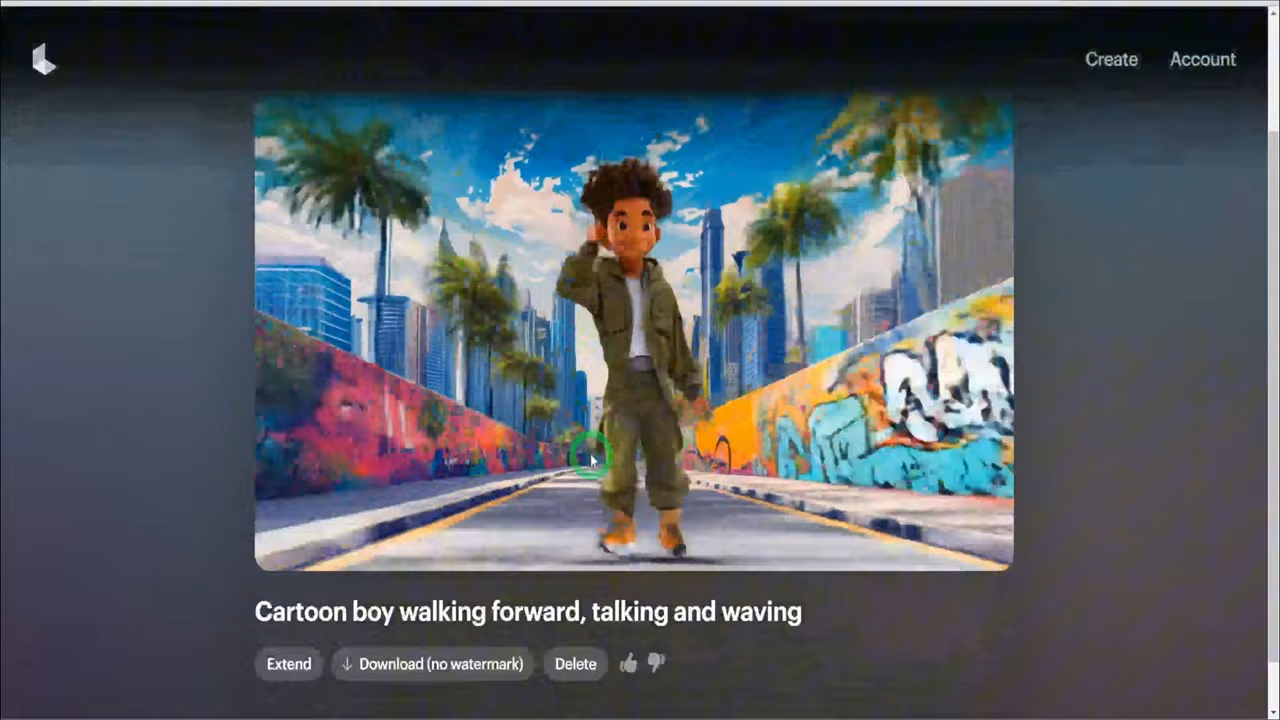 Create
Account
Cartoon boy walking forward, talking and waving
Extend
Download (no watermark)
Delete